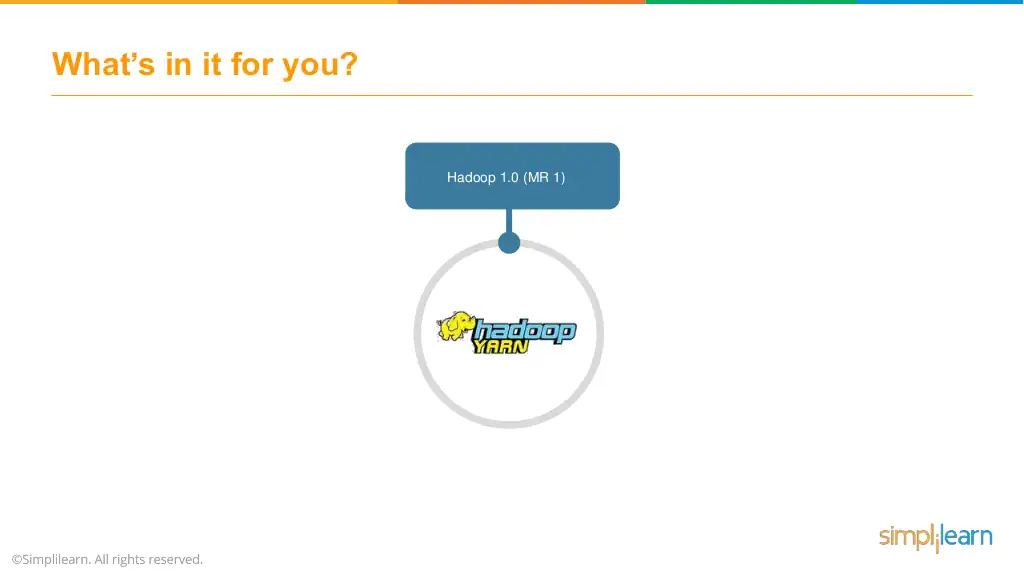 What’s in it for you?
Hadoop 1.0 (MR 1)
hadoop
YARN
simplilearn
©Simplilearn. All rights reserved.